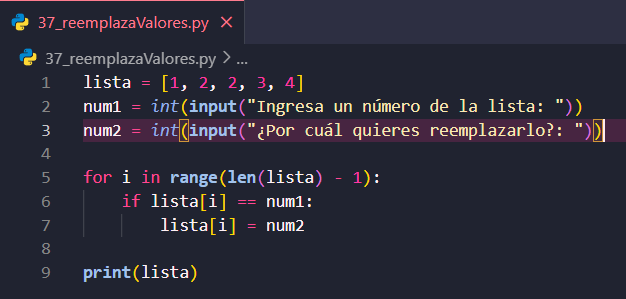 37_reemplazaValores.py ×
37_reemplazaValores.py > ...
1 lista = [1, 2, 2, 3, 4]
2 num1 = int(input("Ingresa un número de la lista: "))
3 num2 = int(input("¿Por cuál quieres reemplazarlo?: "))
4
5 for i in range(len(lista) - 1):
6     if lista[i] == num1:
7         lista[i] = num2
8
9 print(lista)